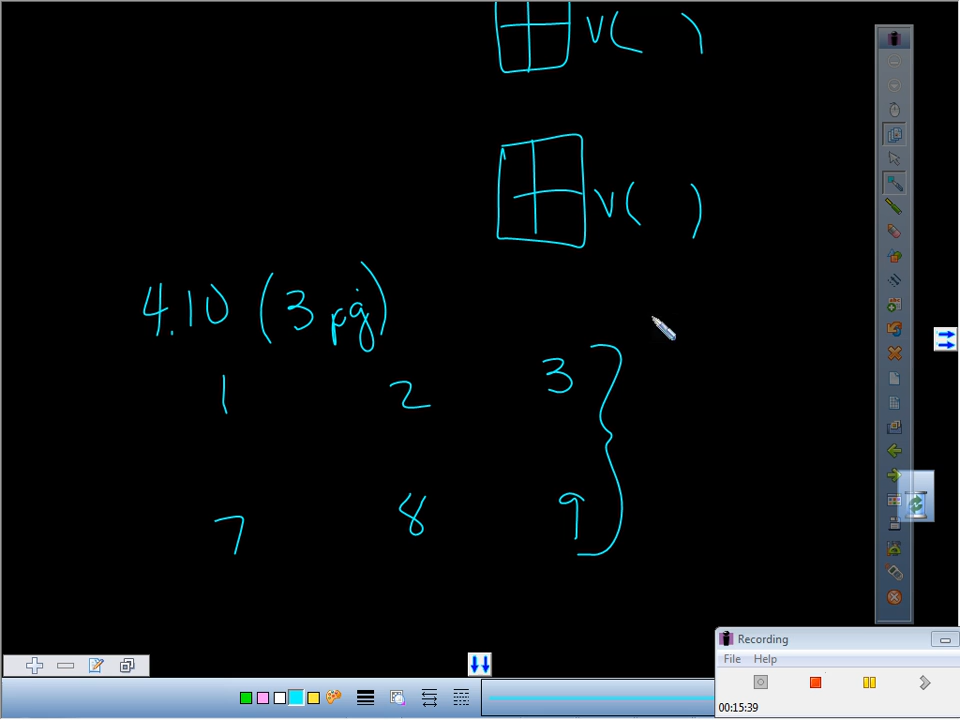 V( )
V( )
4.10 (3 pg)
1 2 3
7 8 9
Recording
File Help
00:15:39